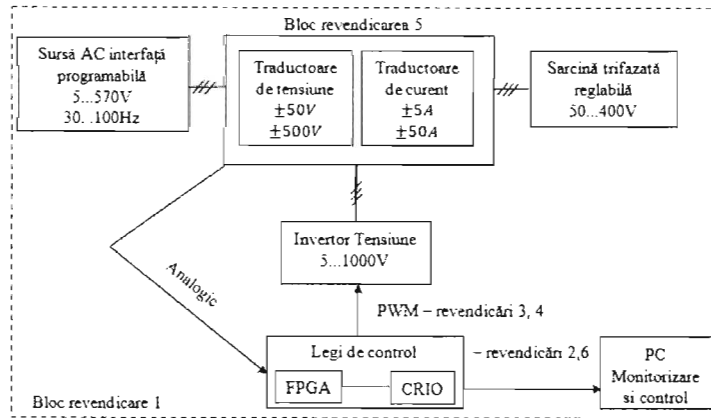 Bloc revendicarea 5
Sursă AC interfață
programabilă
5...570V
30...100Hz
Traductoare
de tensiune
±50V
±500V
Traductoare
de curent
±5A
±50A
Sarcină trifazată
reglabilă
50...400V
Invertor Tensiune
5...1000V
Analogic
PWM – revendicări 3, 4
Legi de control
FPGA
CRIO
– revendicări 2,6
PC
Monitorizare
si control
Bloc revendicare 1